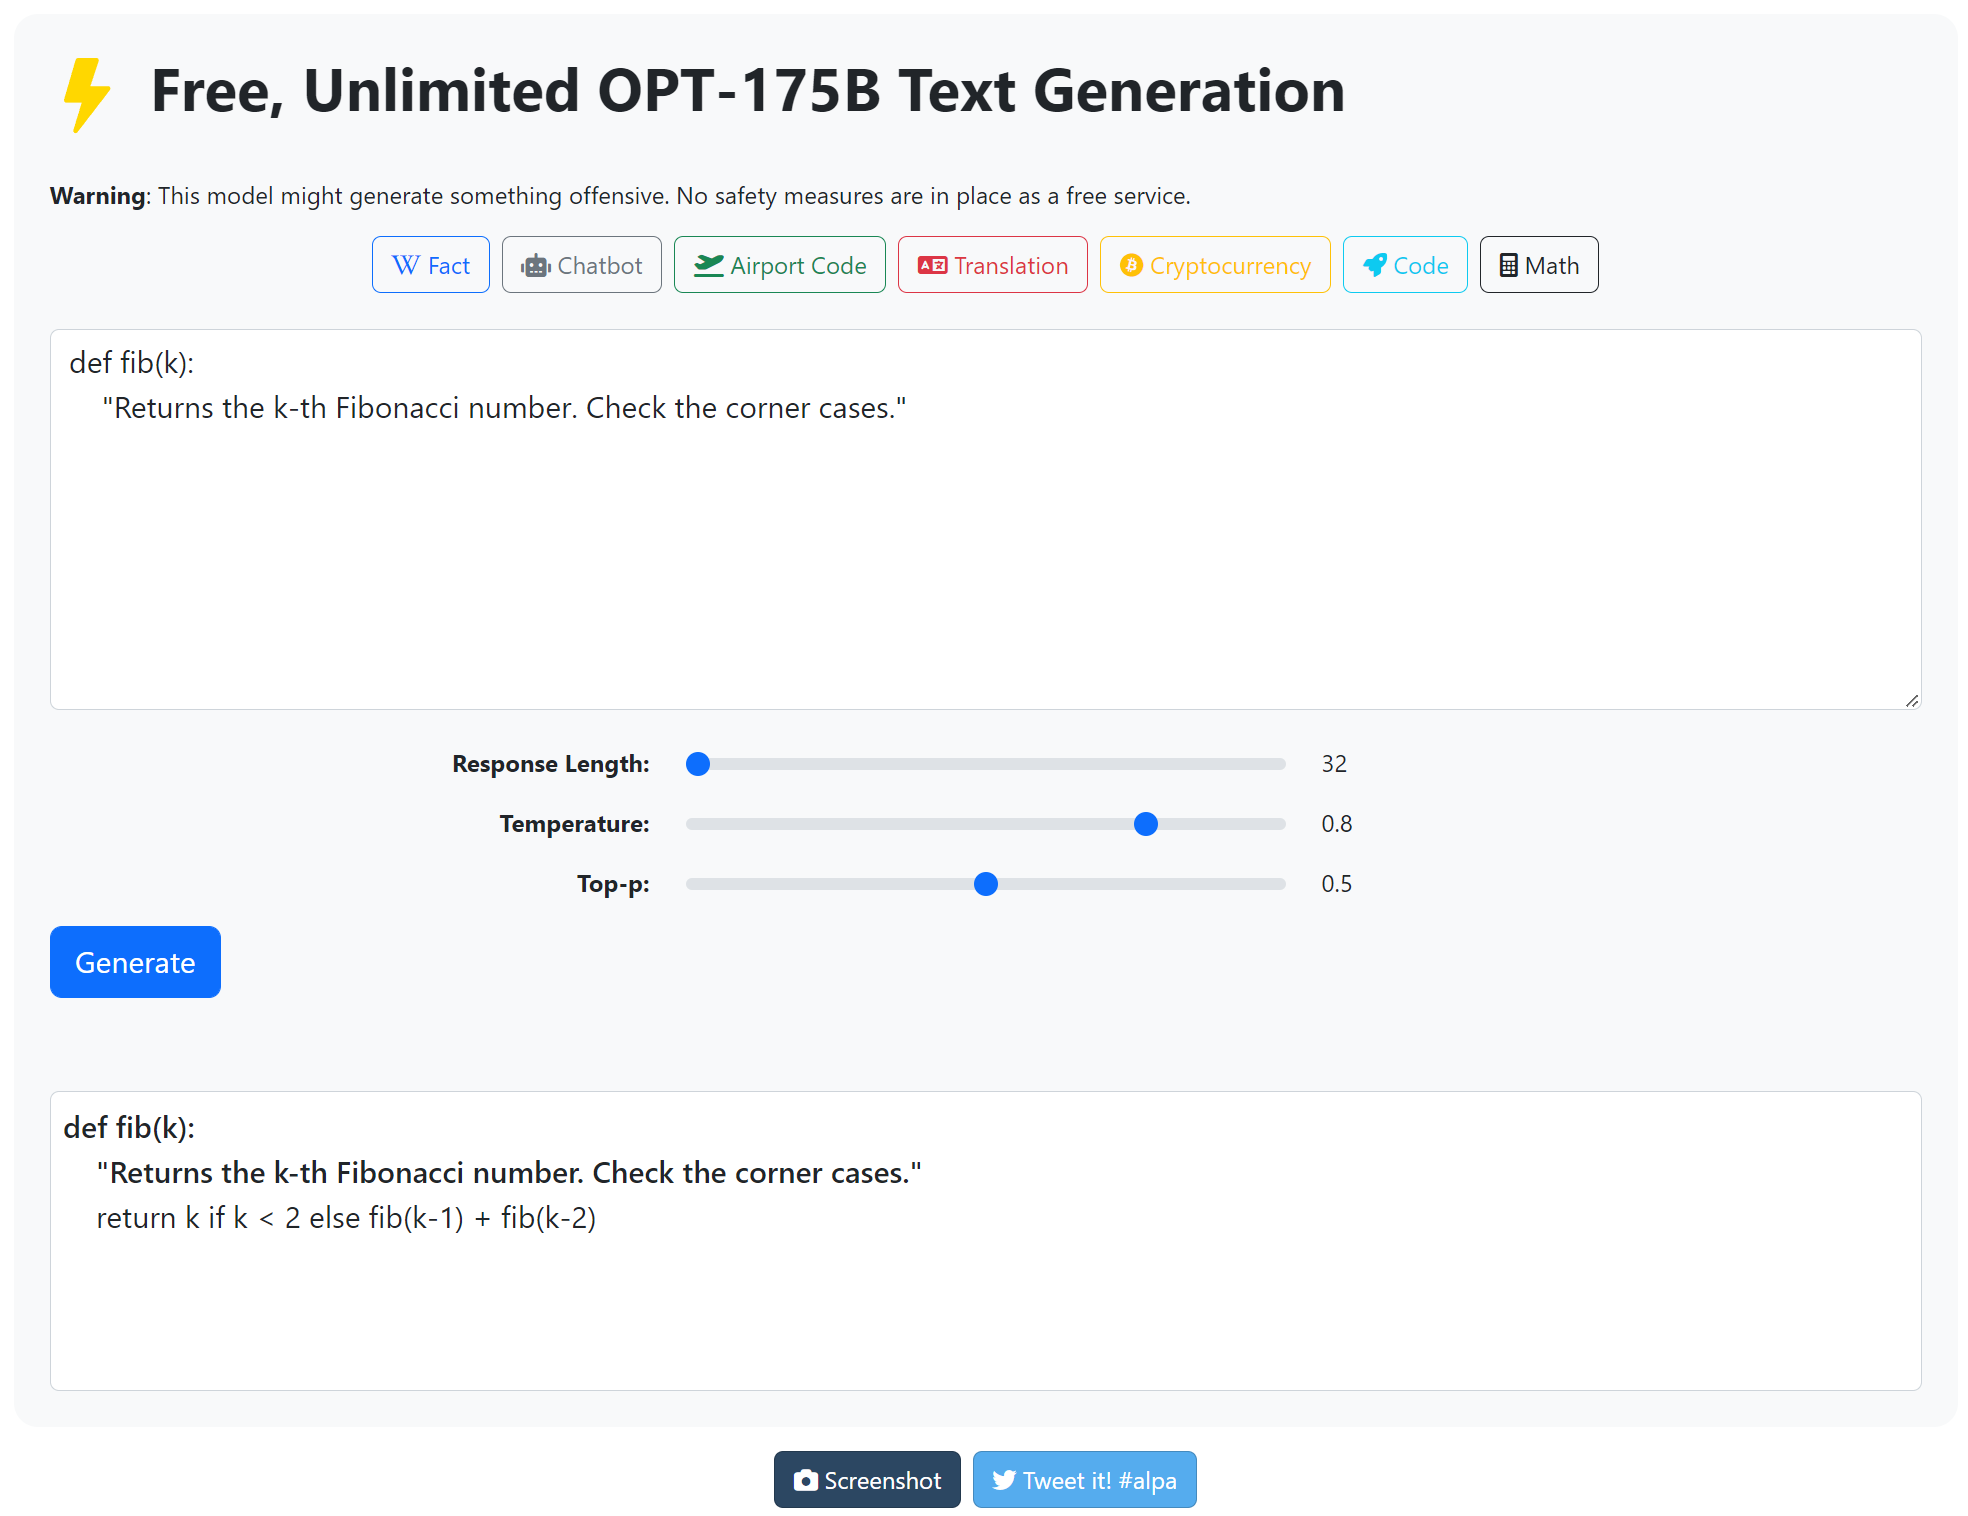 Free, Unlimited OPT-175B Text Generation
Warning: This model might generate something offensive. No safety measures are in place as a free service.
W Fact Chatbot Airport Code Translation Cryptocurrency Code Math
def fib(k):
"Returns the k-th Fibonacci number. Check the corner cases."
Response Length: 32
Temperature: 0.8
Top-p: 0.5
Generate
def fib(k):
"Returns the k-th Fibonacci number. Check the corner cases."
return k if k < 2 else fib(k-1) + fib(k-2)
Screenshot Tweet it! #alpa